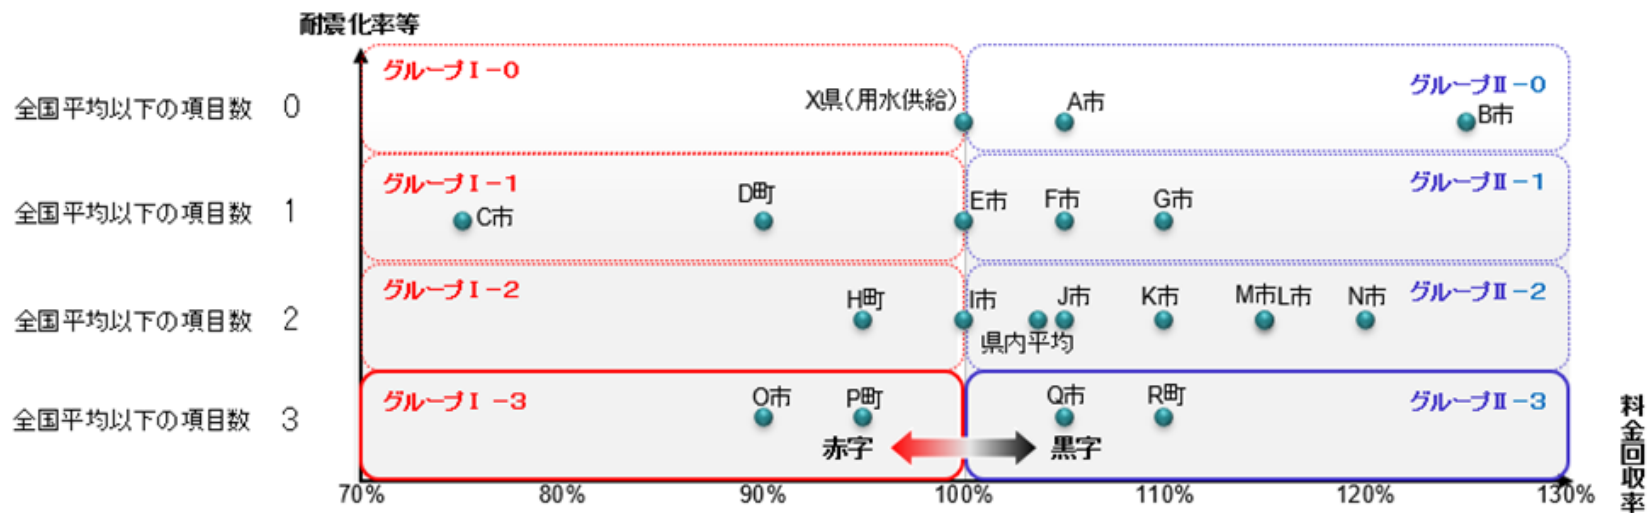 耐震化率等
グループⅠ-0
グループⅡ-0
全国平均以下の項目数 0
X県(用水供給)
A市
B市
グループⅠ-1
グループⅡ-1
全国平均以下の項目数 1
C市
D町
E市
F市
G市
グループⅠ-2
グループⅡ-2
全国平均以下の項目数 2
H町
I市
県内平均
J市
K市
M市L市
N市
グループⅠ-3
グループⅡ-3
全国平均以下の項目数 3
O市
P町
Q市
R町
赤字
黒字
70%
80%
90%
100%
110%
120%
130%
料金回収率